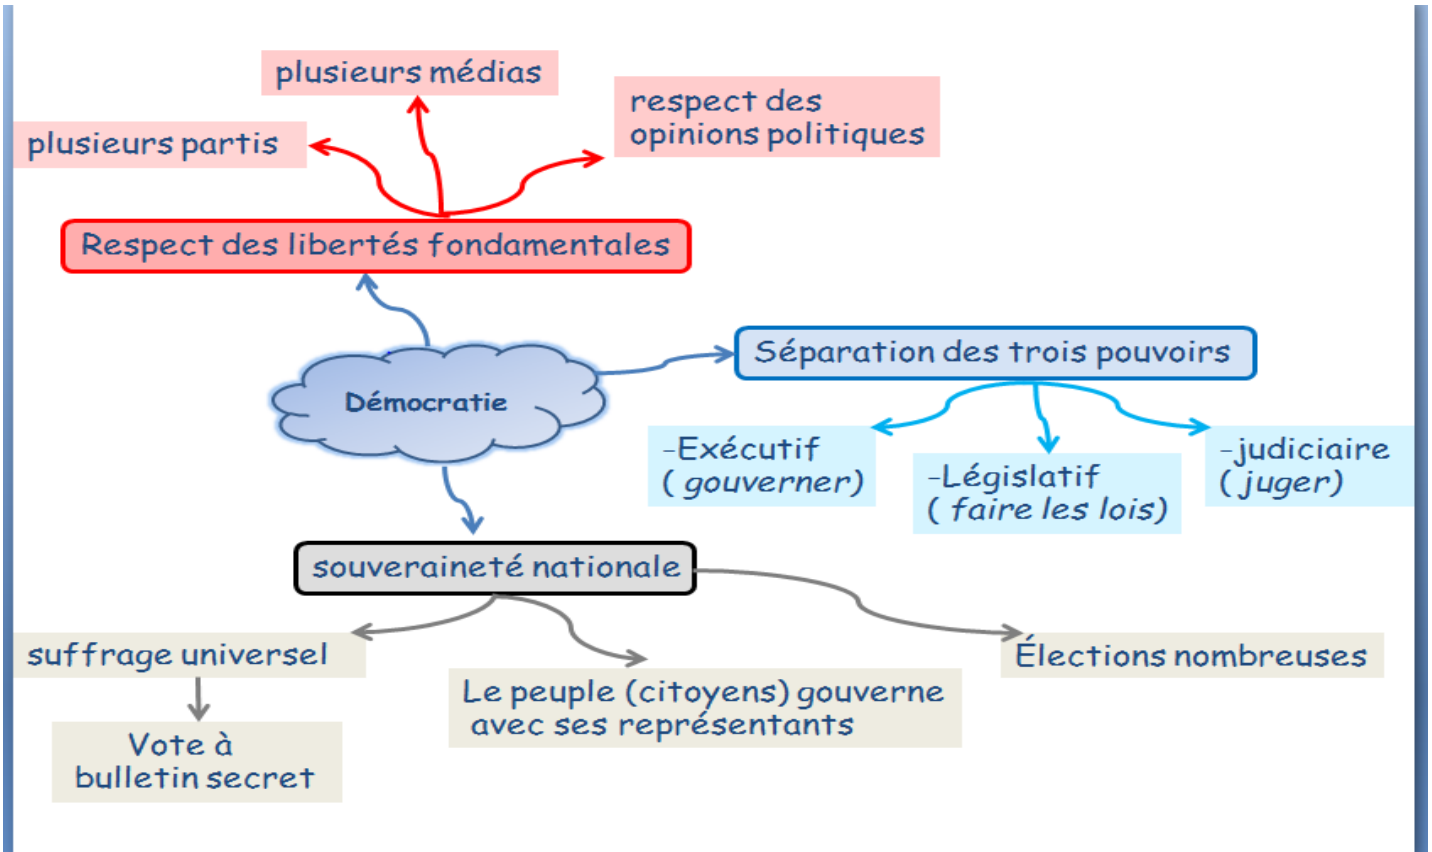 plusieurs médias
respect des
opinions politiques
plusieurs partis
Respect des libertés fondamentales
Séparation des trois pouvoirs
Démocratie
-Exécutif
( gouverner)
-Législatif
( faire les lois)
-judiciaire
( juger)
souveraineté nationale
suffrage universel
Élections nombreuses
Le peuple (citoyens) gouverne
avec ses représentants
Vote à
bulletin secret